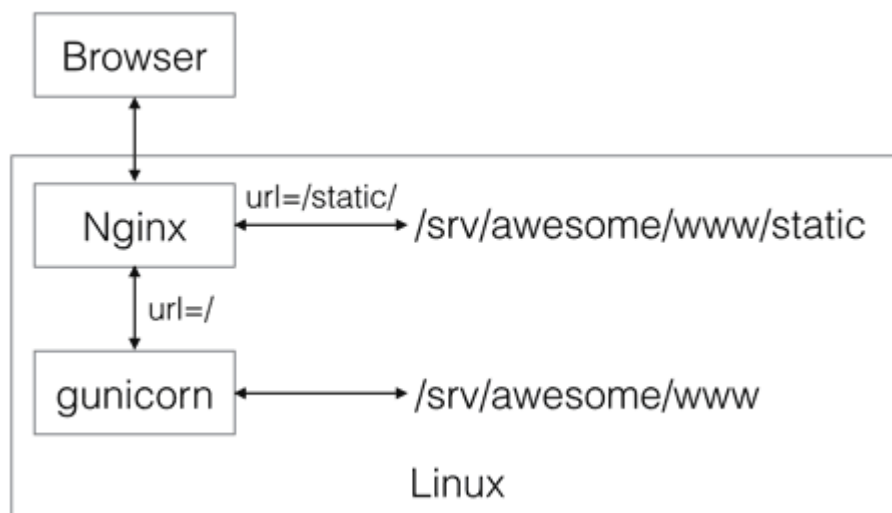 Browser
Nginx
url=/static/
/srv/awesome/www/static
url=/
gunicorn
/srv/awesome/www
Linux